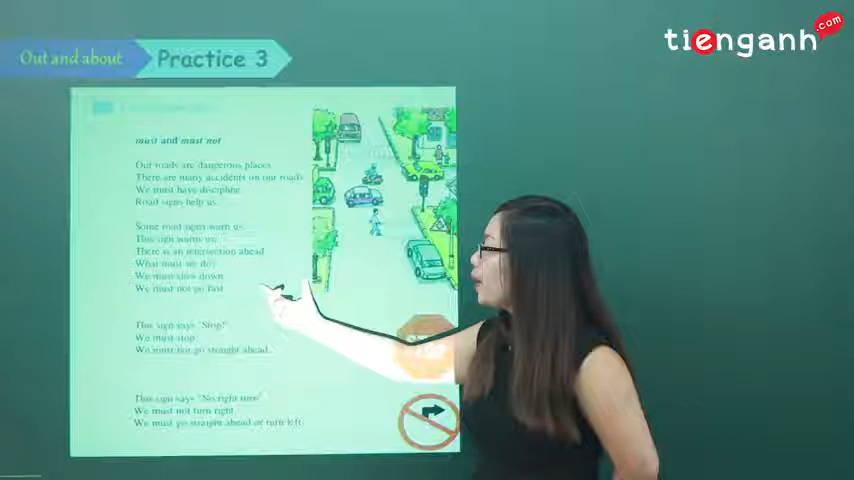 tienganh.com
Out and about
Practice 3
must and must not
Our roads are dangerous places
There are many accidents on our roads
We must have discipline
Road signs help us.
Some road signs warn us.
This sign warns us.
There is an intersection ahead
What must we do?
We must slow down
We must not go fast
This sign says "Stop!"
We must stop.
We must not go straight ahead.
This sign says "No right turn"
We must not turn right
We must go straight ahead or turn left.